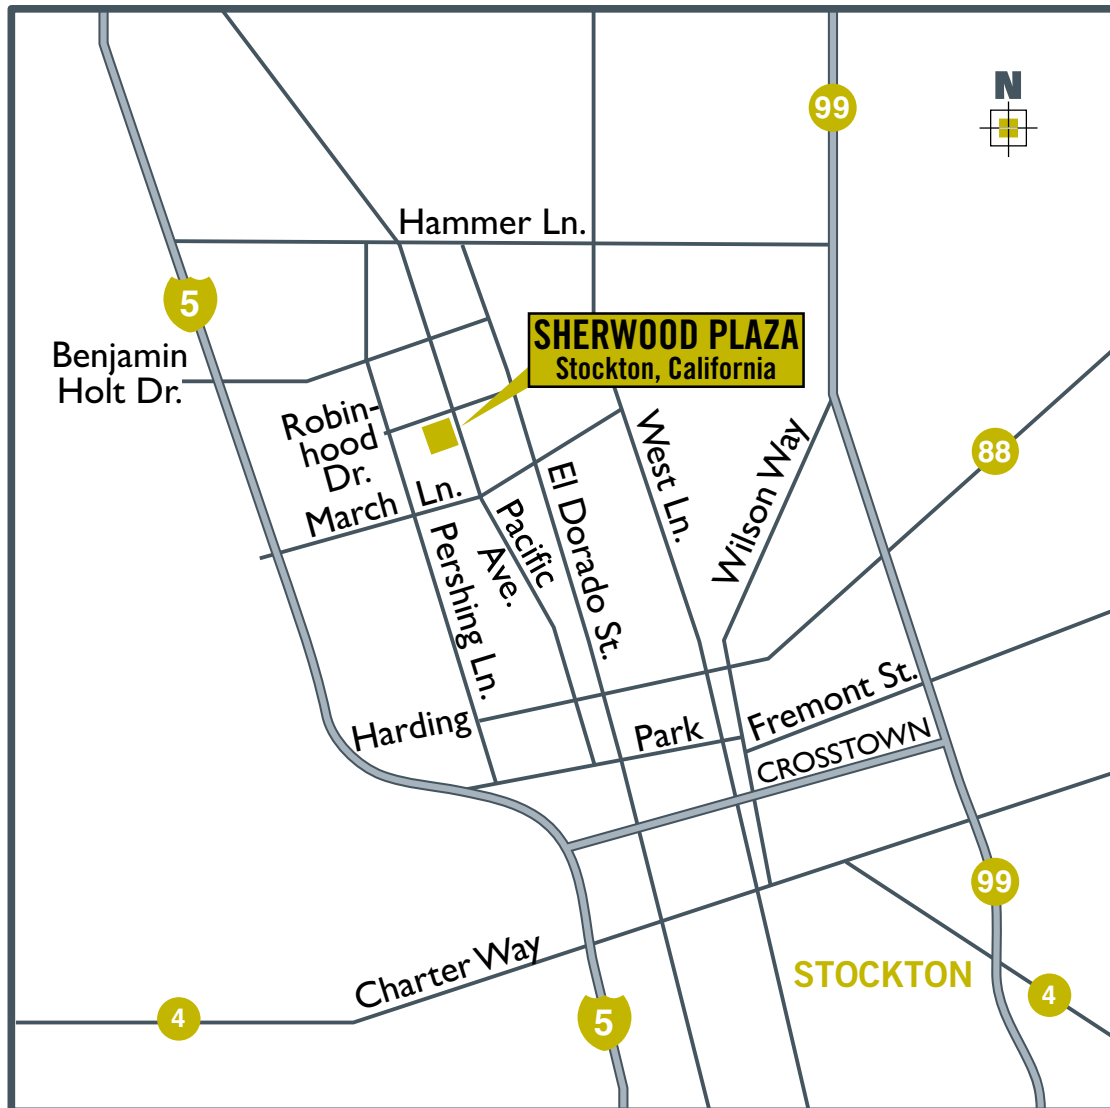 N
99
Hammer Ln.
5
SHERWOOD PLAZA
Stockton, California
Benjamin
Holt Dr.
Robin-
hood
Dr.
March Ln.
Pershing Ln.
Pacific
Ave.
El Dorado St.
West Ln.
Wilson Way
88
Harding
Park
Fremont St.
CROSSTOWN
99
Charter Way
STOCKTON
4
5
4